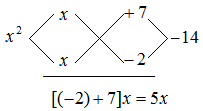 x +7
x² -14
x -2
[(-2)+7]x=5x